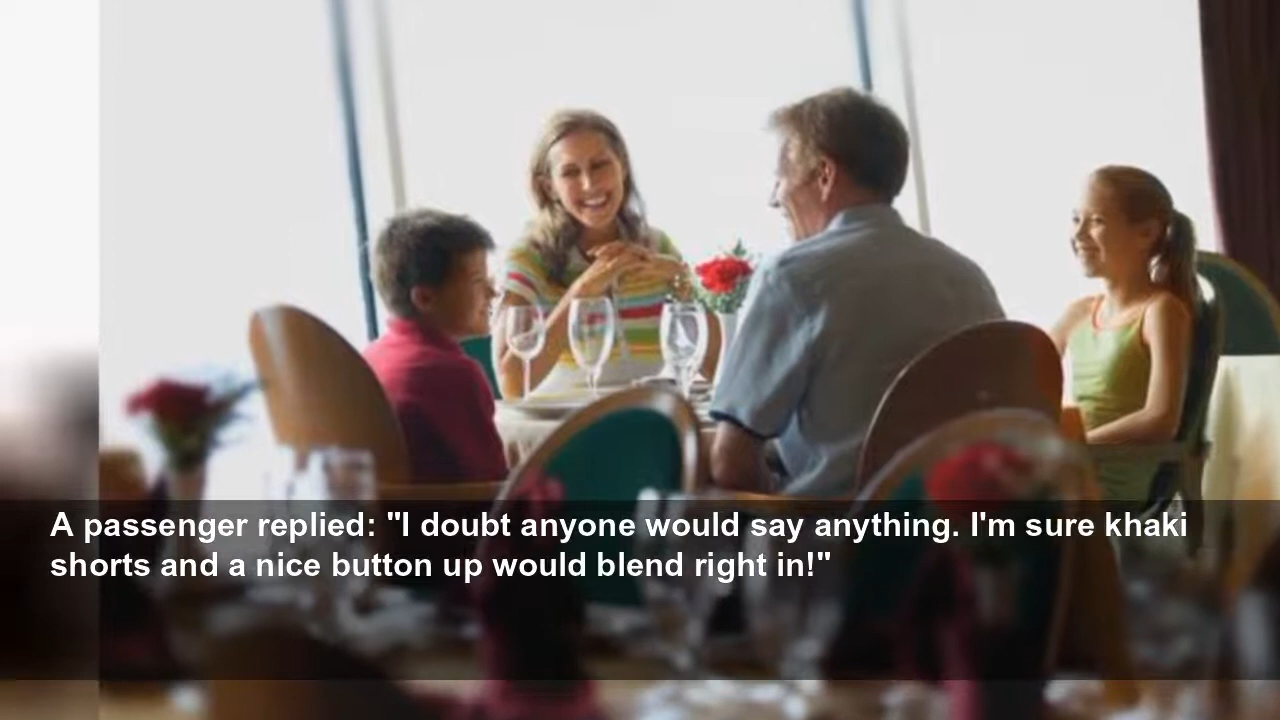 A passenger replied: "I doubt anyone would say anything. I'm sure khaki
shorts and a nice button up would blend right in!"